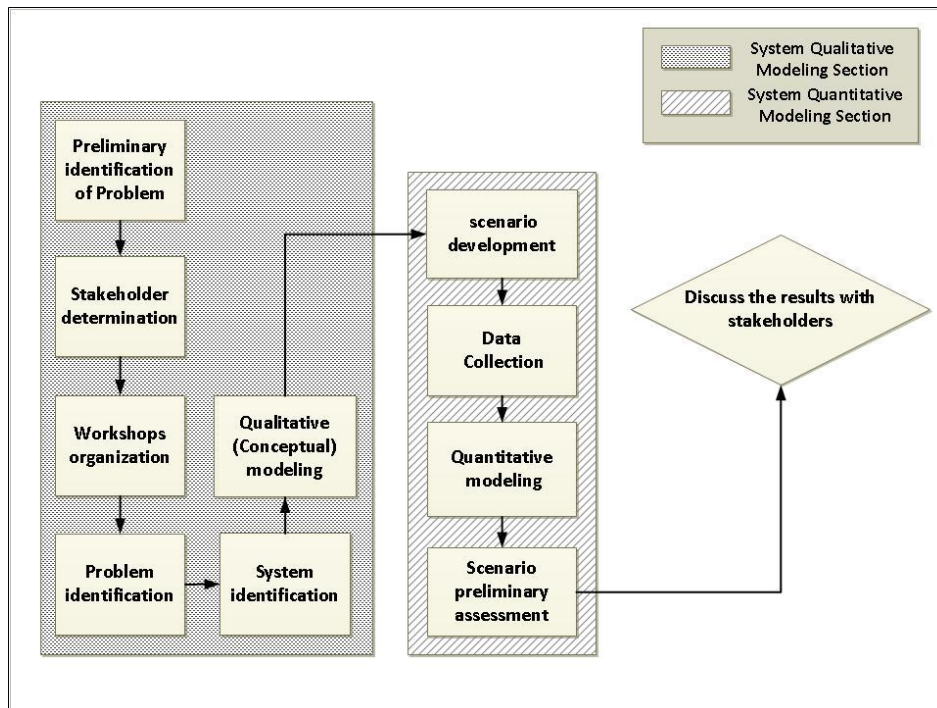 System Qualitative
Modeling Section
System Quantitative
Modeling Section
Preliminary
identification
of Problem
Stakeholder
determination
Workshops
organization
Problem
identification
System
identification
Qualitative
(Conceptual)
modeling
scenario
development
Data
Collection
Quantitative
modeling
Scenario
preliminary
assessment
Discuss the results with
stakeholders